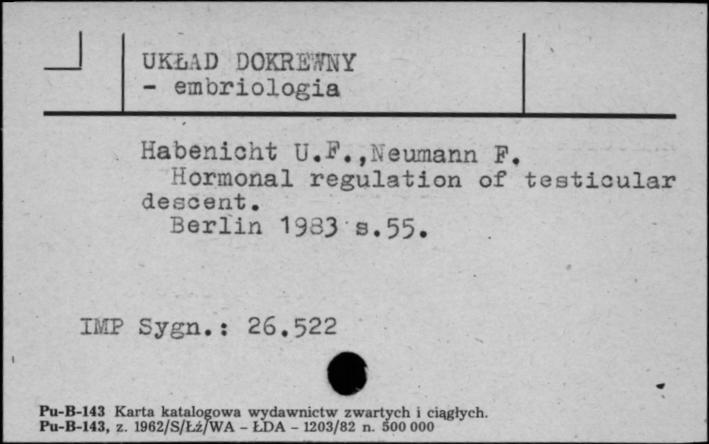 UKŁAD DOKREWNY
- embriologia
Habenicht U.F.,Neumann F.
Hormonal regulation of testicular
descent.
Berlin 1983 s.55.
IMP Sygn.: 26.522
Pu-B-143 Karta katalogowa wydawnictw zwartych i ciągłych.
Pu-B-143, z. 1962/S/Łź/WA - ŁDA - 1203/82 n. 500 000